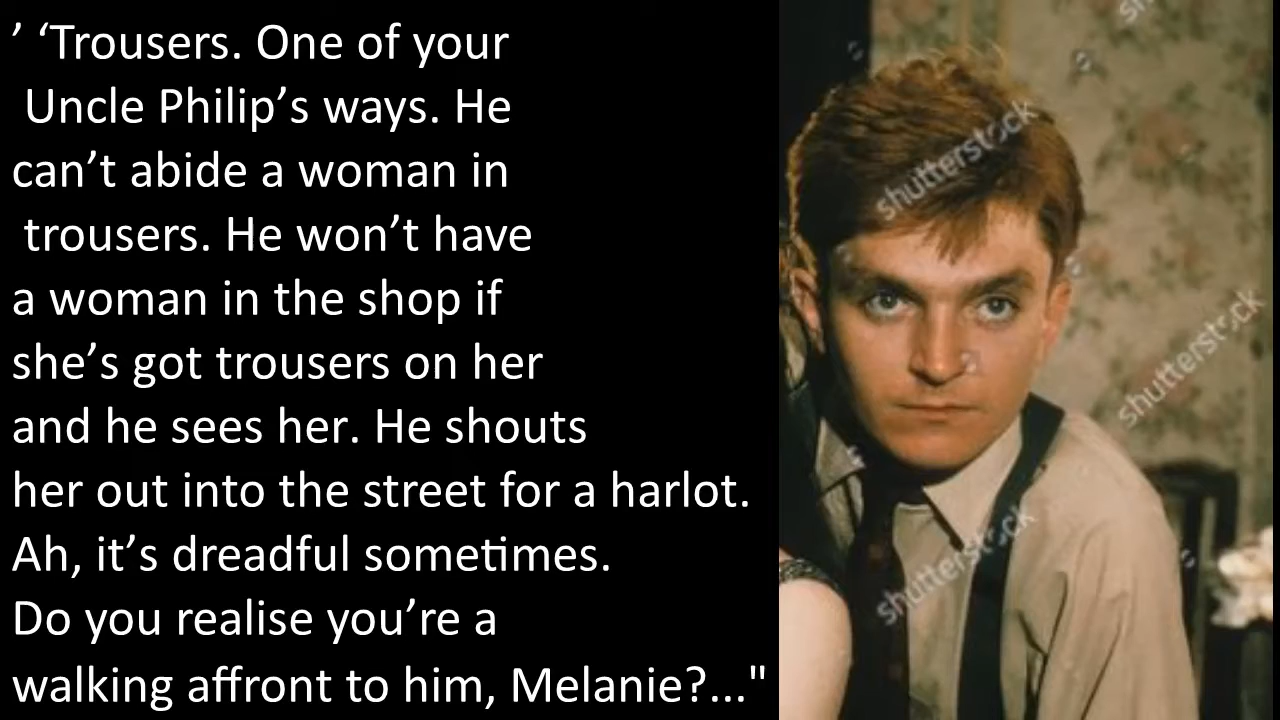 ’ ‘Trousers. One of your
Uncle Philip’s ways. He
can’t abide a woman in
trousers. He won’t have
a woman in the shop if
she’s got trousers on her
and he sees her. He shouts
her out into the street for a harlot.
Ah, it’s dreadful sometimes.
Do you realise you’re a
walking affront to him, Melanie?..."
shutterstock
shutterstock
shutterstock
sh